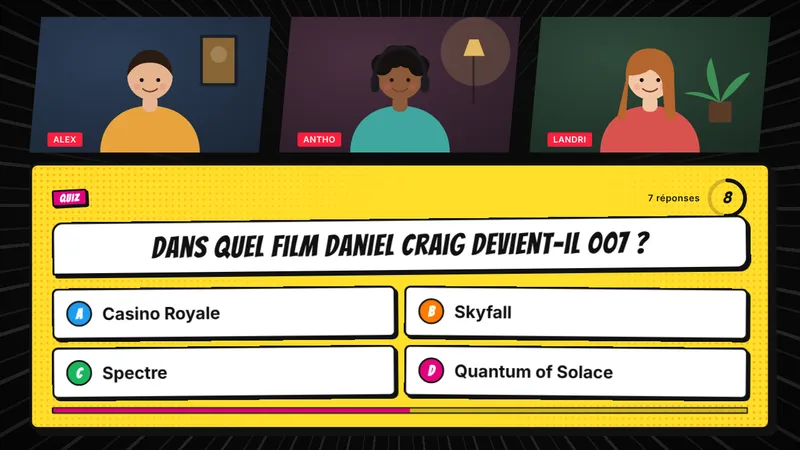 ALEX
ANTHO
LANDRI
QUIZ
7 réponses
8
DANS QUEL FILM DANIEL CRAIG DEVIENT-IL 007 ?
A Casino Royale
B Skyfall
C Spectre
D Quantum of Solace